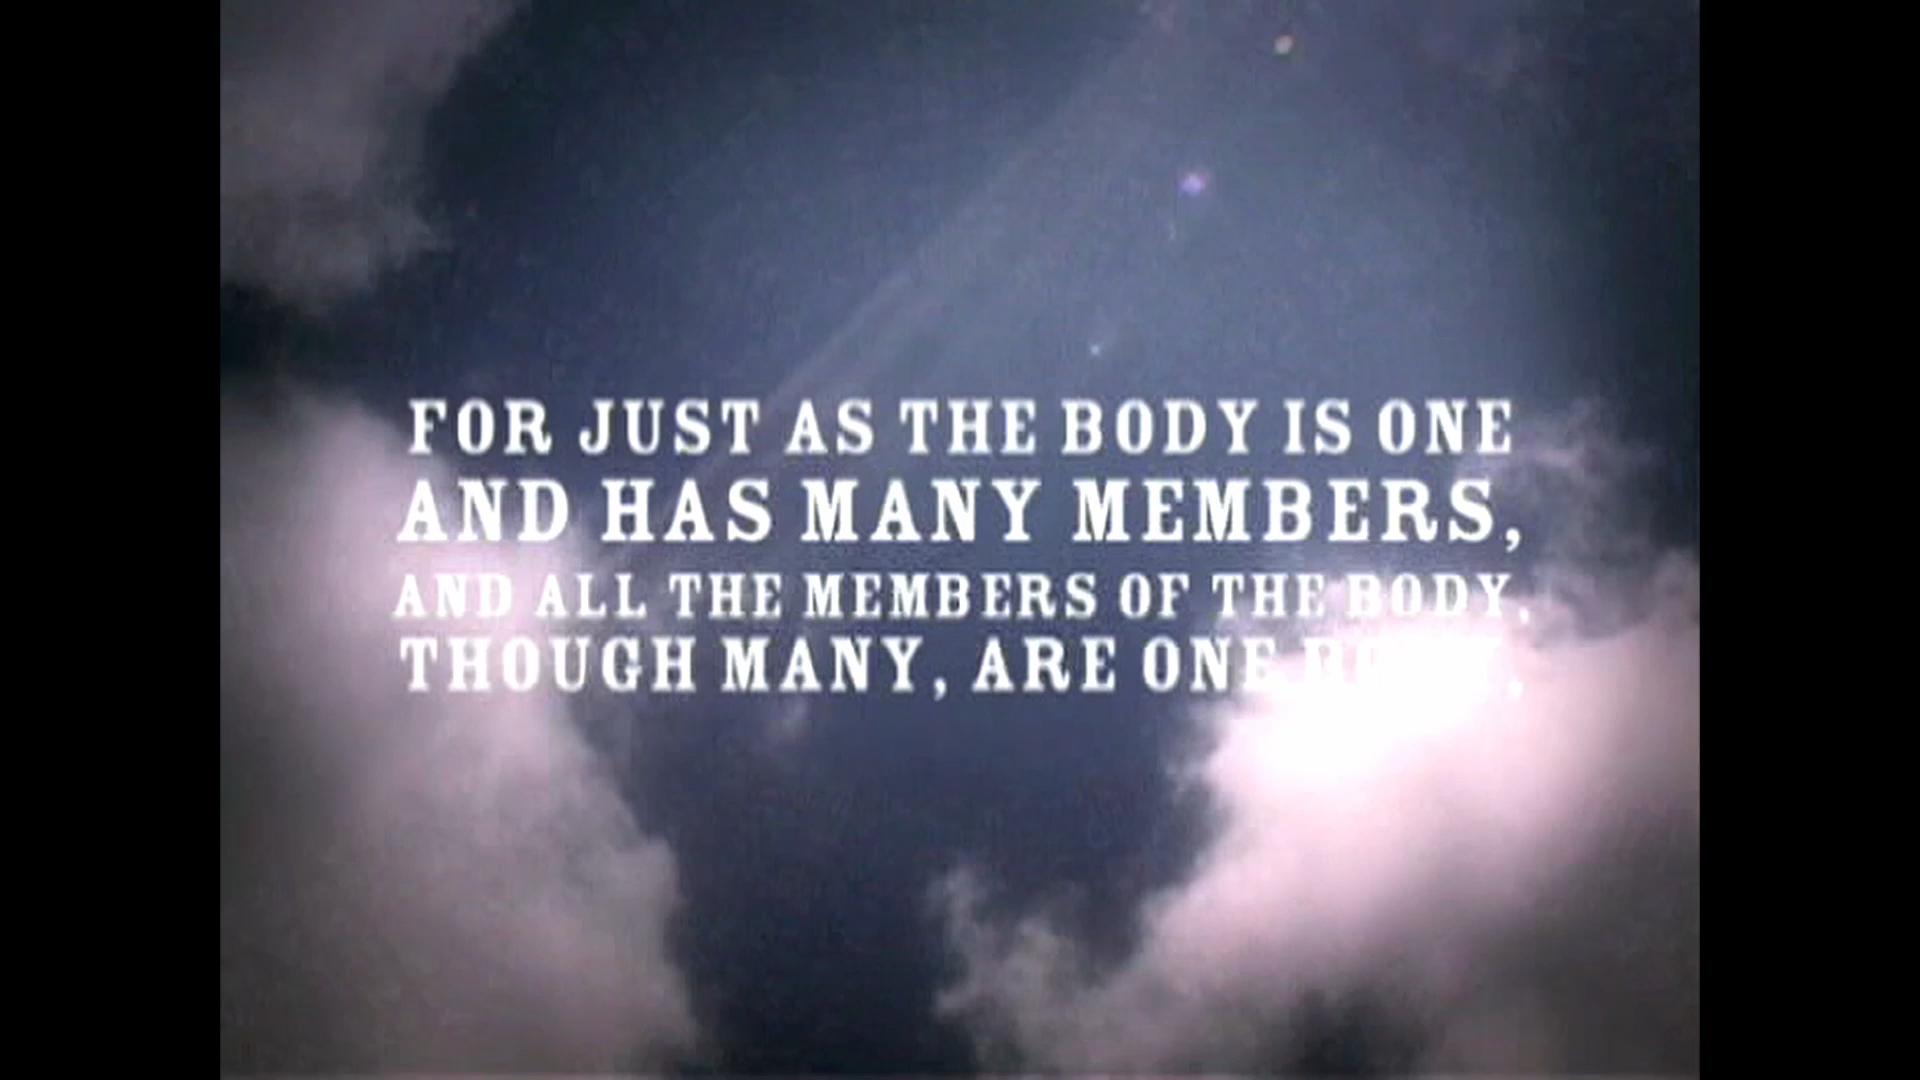 FOR JUST AS THE BODY IS ONE
AND HAS MANY MEMBERS,
AND ALL THE MEMBERS OF THE BODY,
THOUGH MANY, ARE ONE BODY,